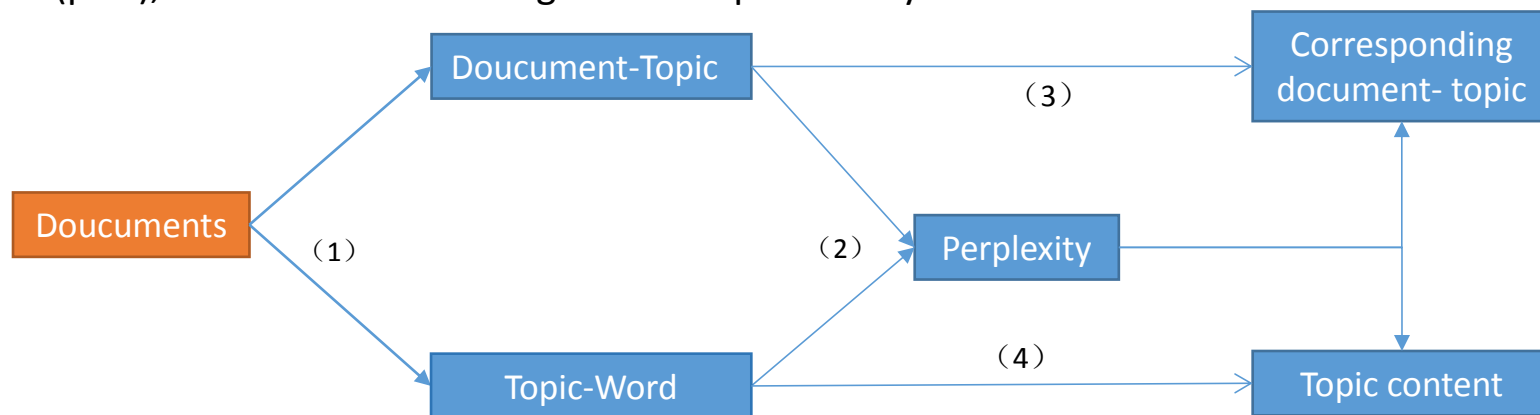 Doucument-Topic
Corresponding
document- topic
（3）
Doucuments
（1）
（2）
Perplexity
（4）
Topic-Word
Topic content